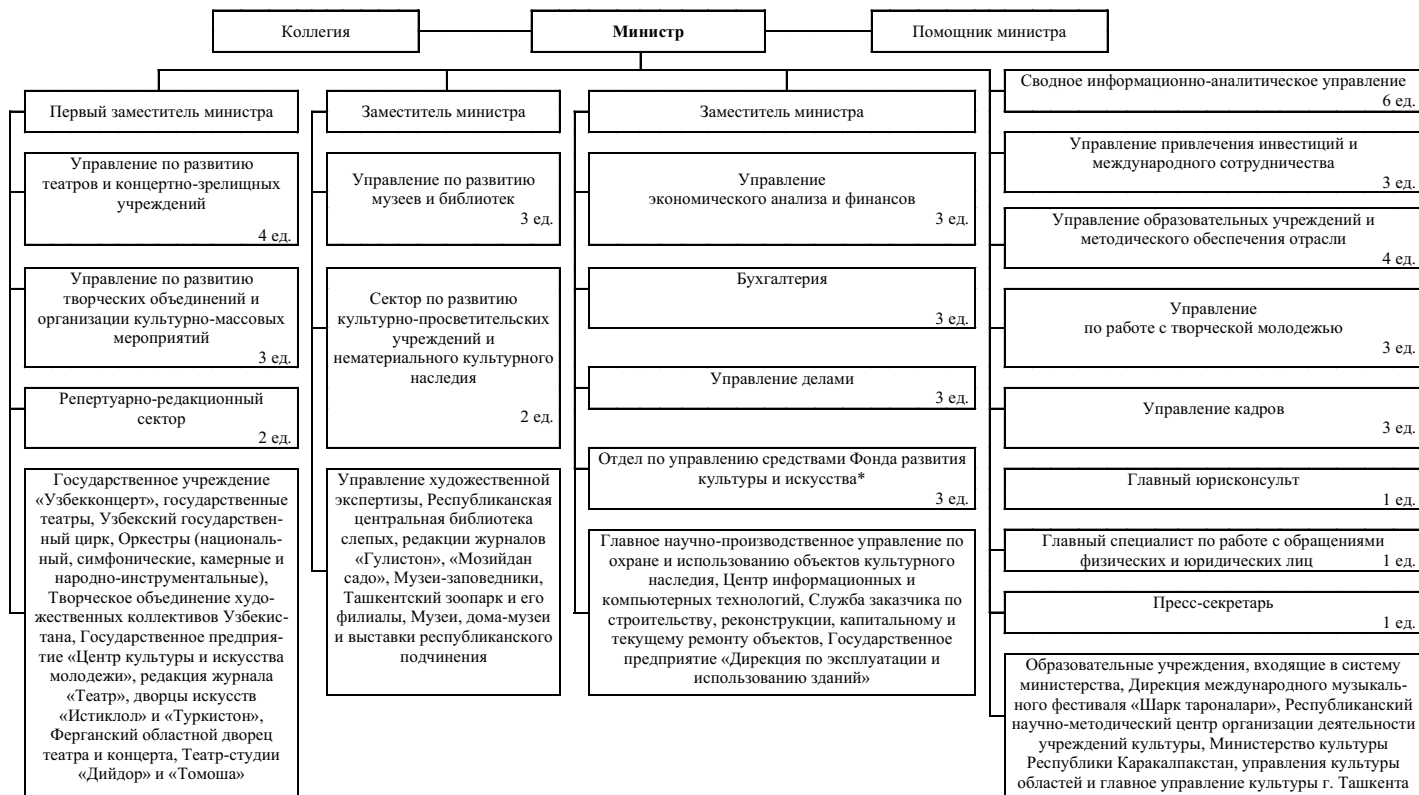 Коллегия
Министр
Помощник министра
Первый заместитель министра
Управление по развитию
театров и концертно-зрелищных
учреждений
4 ед.
Управление по развитию
творческих объединений и
организации культурно-массовых
мероприятий
3 ед.
Репертуарно-редакционный
сектор
2 ед.
Государственное учреждение
«Узбекконцерт», государственные
театры, Узбекский государствен-
ный цирк, Оркестры (националь-
ный, симфонические, камерные и
народно-инструментальные),
Творческое объединение худо-
жественных коллективов Узбекис-
тана, Государственное предприя-
тие «Центр культуры и искусства
молодежи», редакция журнала
«Театр», дворцы искусств
«Истиклол» и «Туркистон»,
Ферганский областной дворец
театра и концерта, Театр-студии
«Дийдор» и «Томоша»
Заместитель министра
Управление по развитию
музеев и библиотек
3 ед.
Сектор по развитию
культурно-просветительских
учреждений и
нематериального культурного
наследия
2 ед.
Управление художественной
экспертизы, Республиканская
центральная библиотека
слепых, редакции журналов
«Гулистон», «Мозийдан
садо», Музеи-заповедники,
Ташкентский зоопарк и его
филиалы, Музеи, дома-музеи
и выставки республиканского
подчинения
Заместитель министра
Управление
экономического анализа и финансов
3 ед.
Бухгалтерия
3 ед.
Управление делами
3 ед.
Отдел по управлению средствами Фонда развития
культуры и искусства*
3 ед.
Главное научно-производственное управление по
охране и использованию объектов культурного
наследия, Центр информационных и
компьютерных технологий, Служба заказчика по
строительству, реконструкции, капитальному и
текущему ремонту объектов, Государственное
предприятие «Дирекция по эксплуатации и
использованию зданий»
Сводное информационно-аналитическое управление
6 ед.
Управление привлечения инвестиций и
международного сотрудничества
3 ед.
Управление образовательных учреждений и
методического обеспечения отрасли
4 ед.
Управление
по работе с творческой молодежью
3 ед.
Управление кадров
3 ед.
Главный юрисконсульт
1 ед.
Главный специалист по работе с обращениями
физических и юридических лиц 1 ед.
Пресс-секретарь
1 ед.
Образовательные учреждения, входящие в систему
министерства, Дирекция международного музыкаль-
ного фестиваля «Шарк тароналари», Республиканский
научно-методический центр организации деятельности
учреждений культуры, Министерство культуры
Республики Каракалпакстан, управления культуры
областей и главное управление культуры г. Ташкента